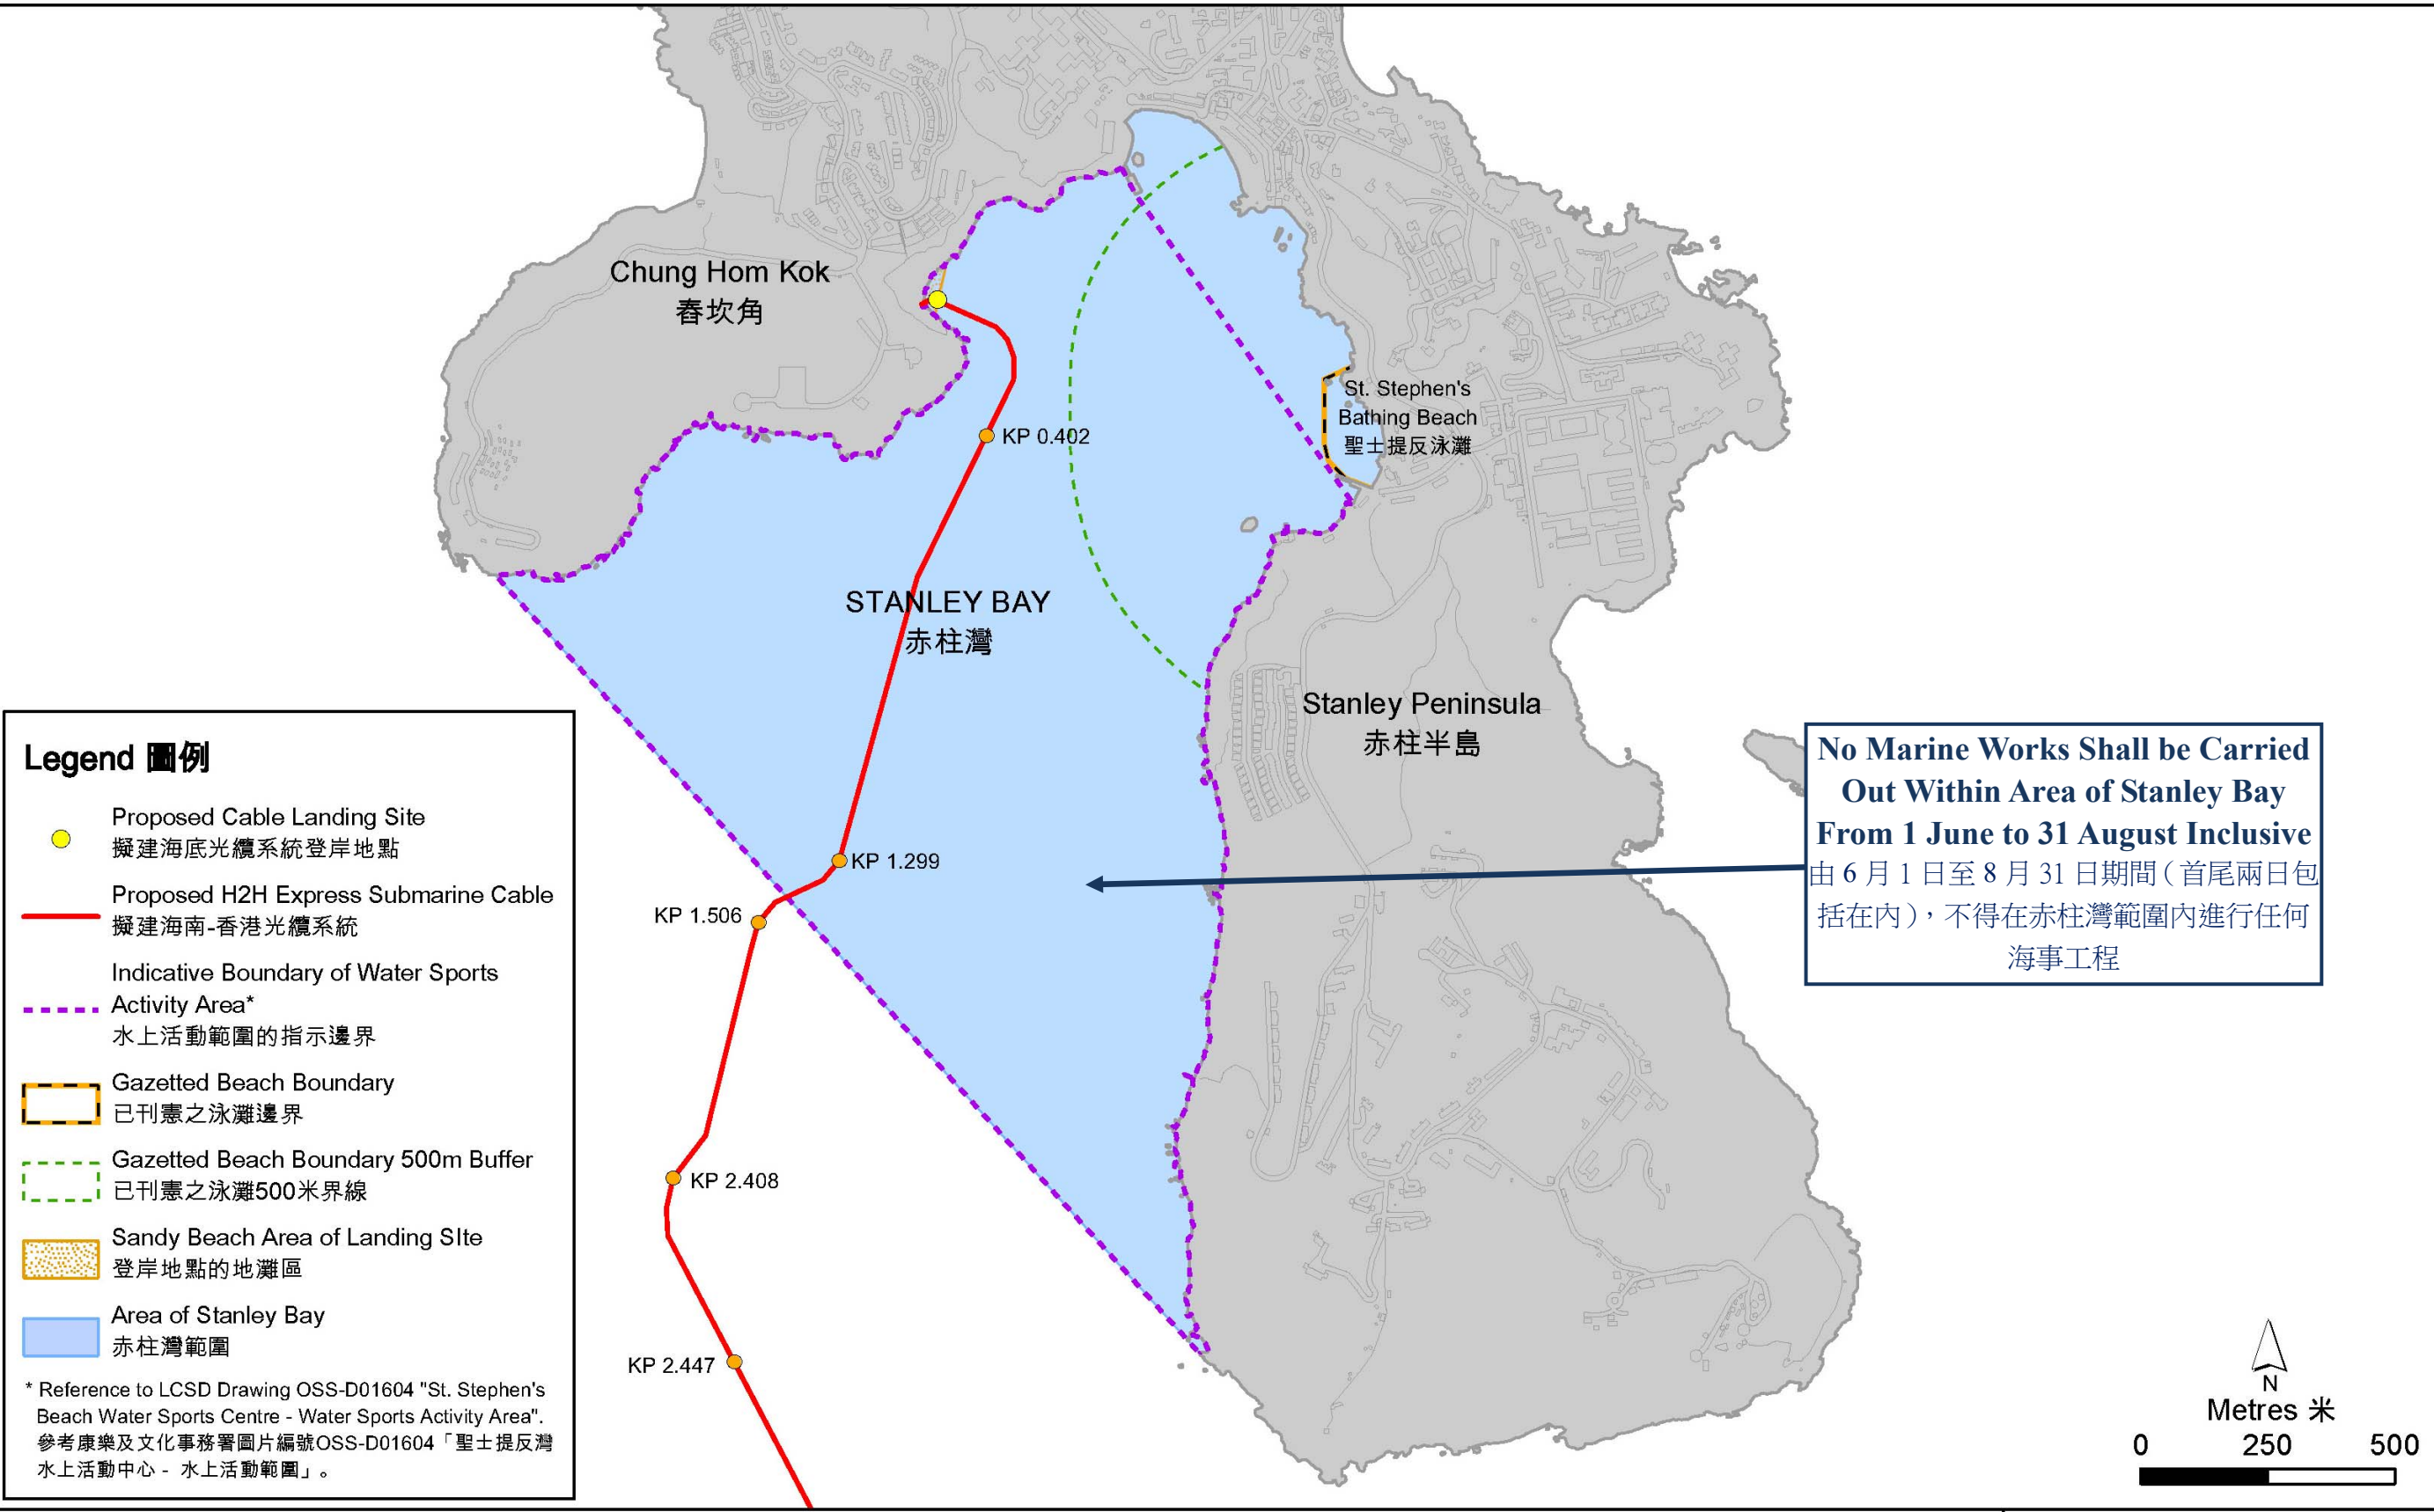 Chung Hom Kok
舂坎角
St. Stephen's
Bathing Beach
聖士提反泳灘
KP 0.402
STANLEY BAY
赤柱灣
Stanley Peninsula
赤柱半島
KP 1.299
KP 1.506
KP 2.408
KP 2.447
No Marine Works Shall be Carried
Out Within Area of Stanley Bay
From 1 June to 31 August Inclusive
由 6 月 1 日至 8 月 31 日期間（首尾兩日包
括在內），不得在赤柱灣範圍內進行任何
海事工程
Legend 圖例
Proposed Cable Landing Site
擬建海底光纜系統登岸地點
Proposed H2H Express Submarine Cable
擬建海南-香港光纜系統
Indicative Boundary of Water Sports
Activity Area*
水上活動範圍的指示邊界
Gazetted Beach Boundary
已刊憲之泳灘邊界
Gazetted Beach Boundary 500m Buffer
已刊憲之泳灘500米界線
Sandy Beach Area of Landing SIte
登岸地點的地灘區
Area of Stanley Bay
赤柱灣範圍
* Reference to LCSD Drawing OSS-D01604 "St. Stephen's
Beach Water Sports Centre - Water Sports Activity Area".
參考康樂及文化事務署圖片編號OSS-D01604「聖士提反灣
水上活動中心 - 水上活動範圍」。
N
Metres 米
0 250 500